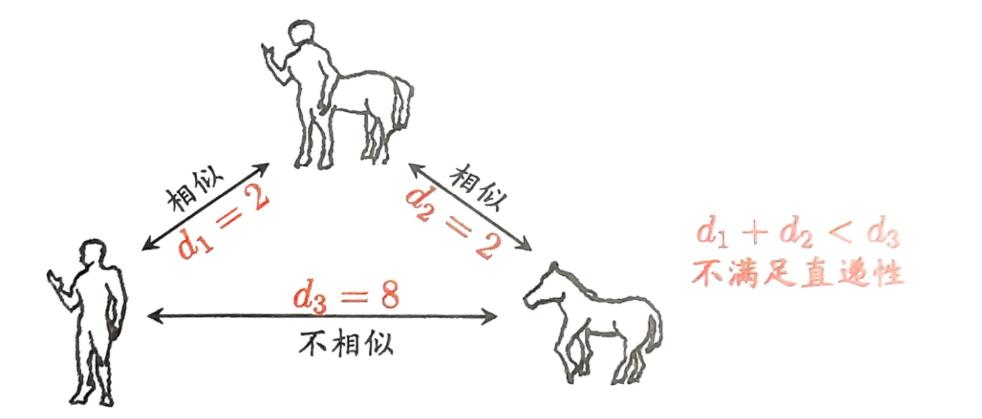 相似
d₁ = 2
相似
d₂ = 2
d₃ = 8
不相似
d₁ + d₂ < d₃
不满足直递性